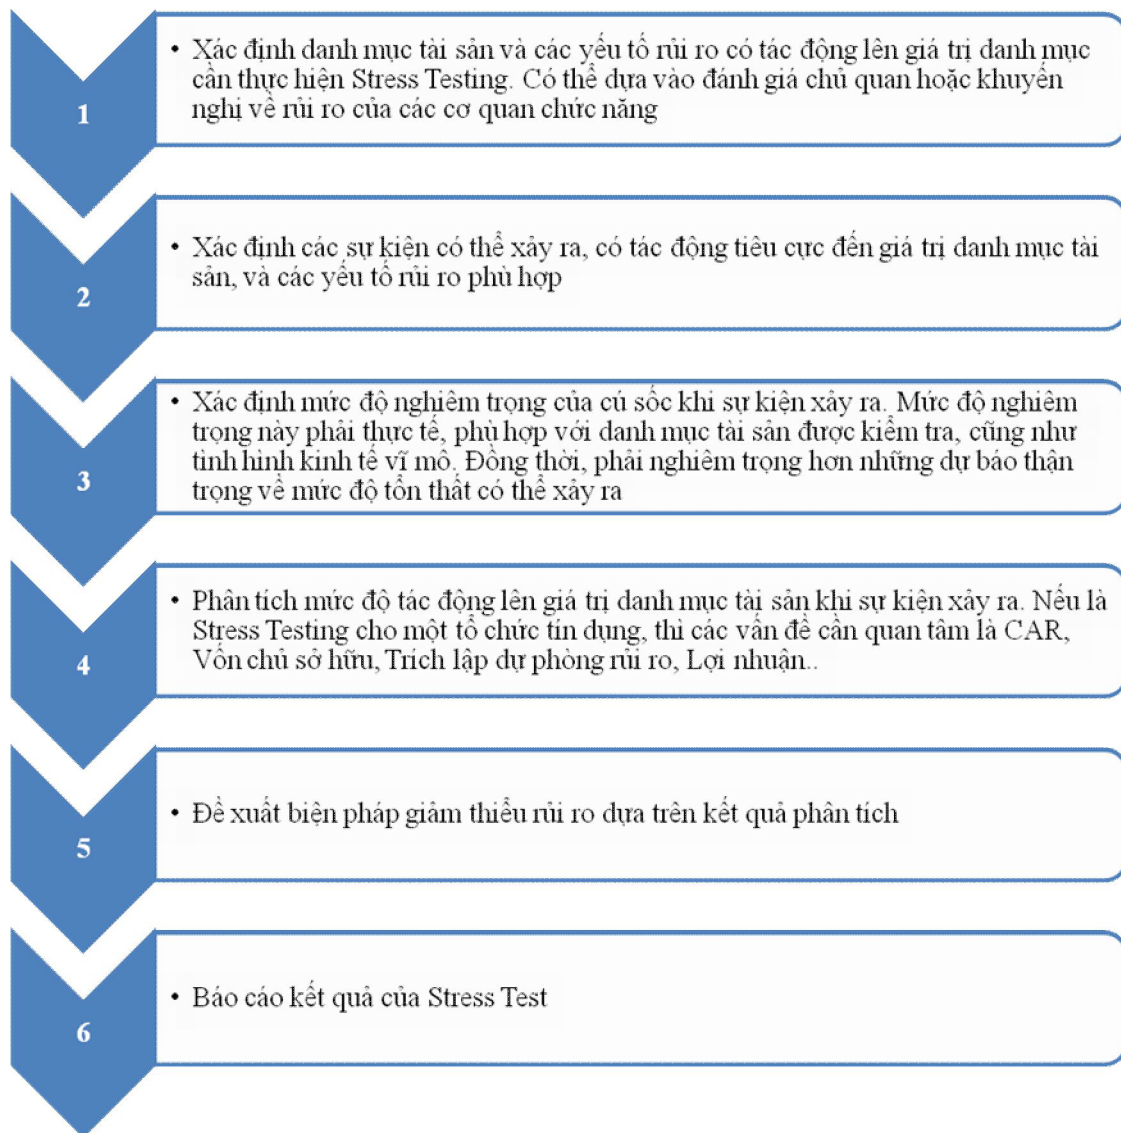 1
• Xác định danh mục tài sản và các yếu tố rủi ro có tác động lên giá trị danh mục
cần thực hiện Stress Testing. Có thể dựa vào đánh giá chủ quan hoặc khuyến
nghị về rủi ro của các cơ quan chức năng
2
• Xác định các sự kiện có thể xảy ra, có tác động tiêu cực đến giá trị danh mục tài
sản, và các yếu tố rủi ro phù hợp
3
• Xác định mức độ nghiêm trọng của cú sốc khi sự kiện xảy ra. Mức độ nghiêm
trọng này phải thực tế, phù hợp với danh mục tài sản được kiểm tra, cũng như
tình hình kinh tế vĩ mô. Đồng thời, phải nghiêm trọng hơn những dự báo thận
trọng về mức độ tổn thất có thể xảy ra
4
• Phân tích mức độ tác động lên giá trị danh mục tài sản khi sự kiện xảy ra. Nếu là
Stress Testing cho một tổ chức tín dụng, thì các vấn đề cần quan tâm là CAR,
Vốn chủ sở hữu, Trích lập dự phòng rủi ro, Lợi nhuận..
5
• Đề xuất biện pháp giảm thiểu rủi ro dựa trên kết quả phân tích
6
• Báo cáo kết quả của Stress Test